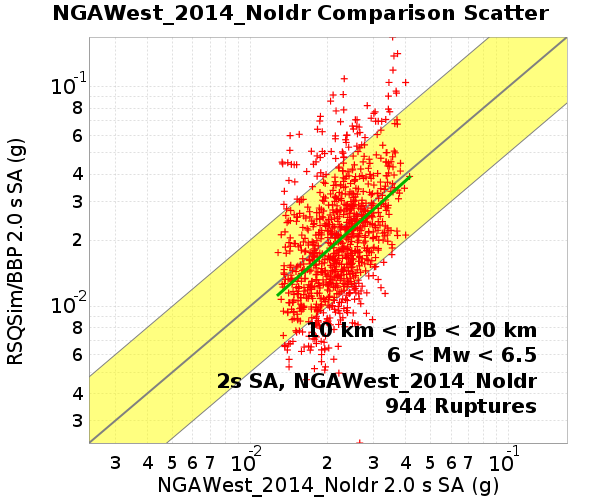 NGAWest_2014_NoIdr Comparison Scatter
RSQSim/BBP 2.0 s SA (g)
10-1
8
6
4
3
2
10-2
8
6
4
3
10 km < rJB < 20 km
6 < Mw < 6.5
2s SA, NGAWest_2014_NoIdr
944 Ruptures
3 4 5 6 7 10-2 2 3 4 5 6 7 10-1
NGAWest_2014_NoIdr 2.0 s SA (g)